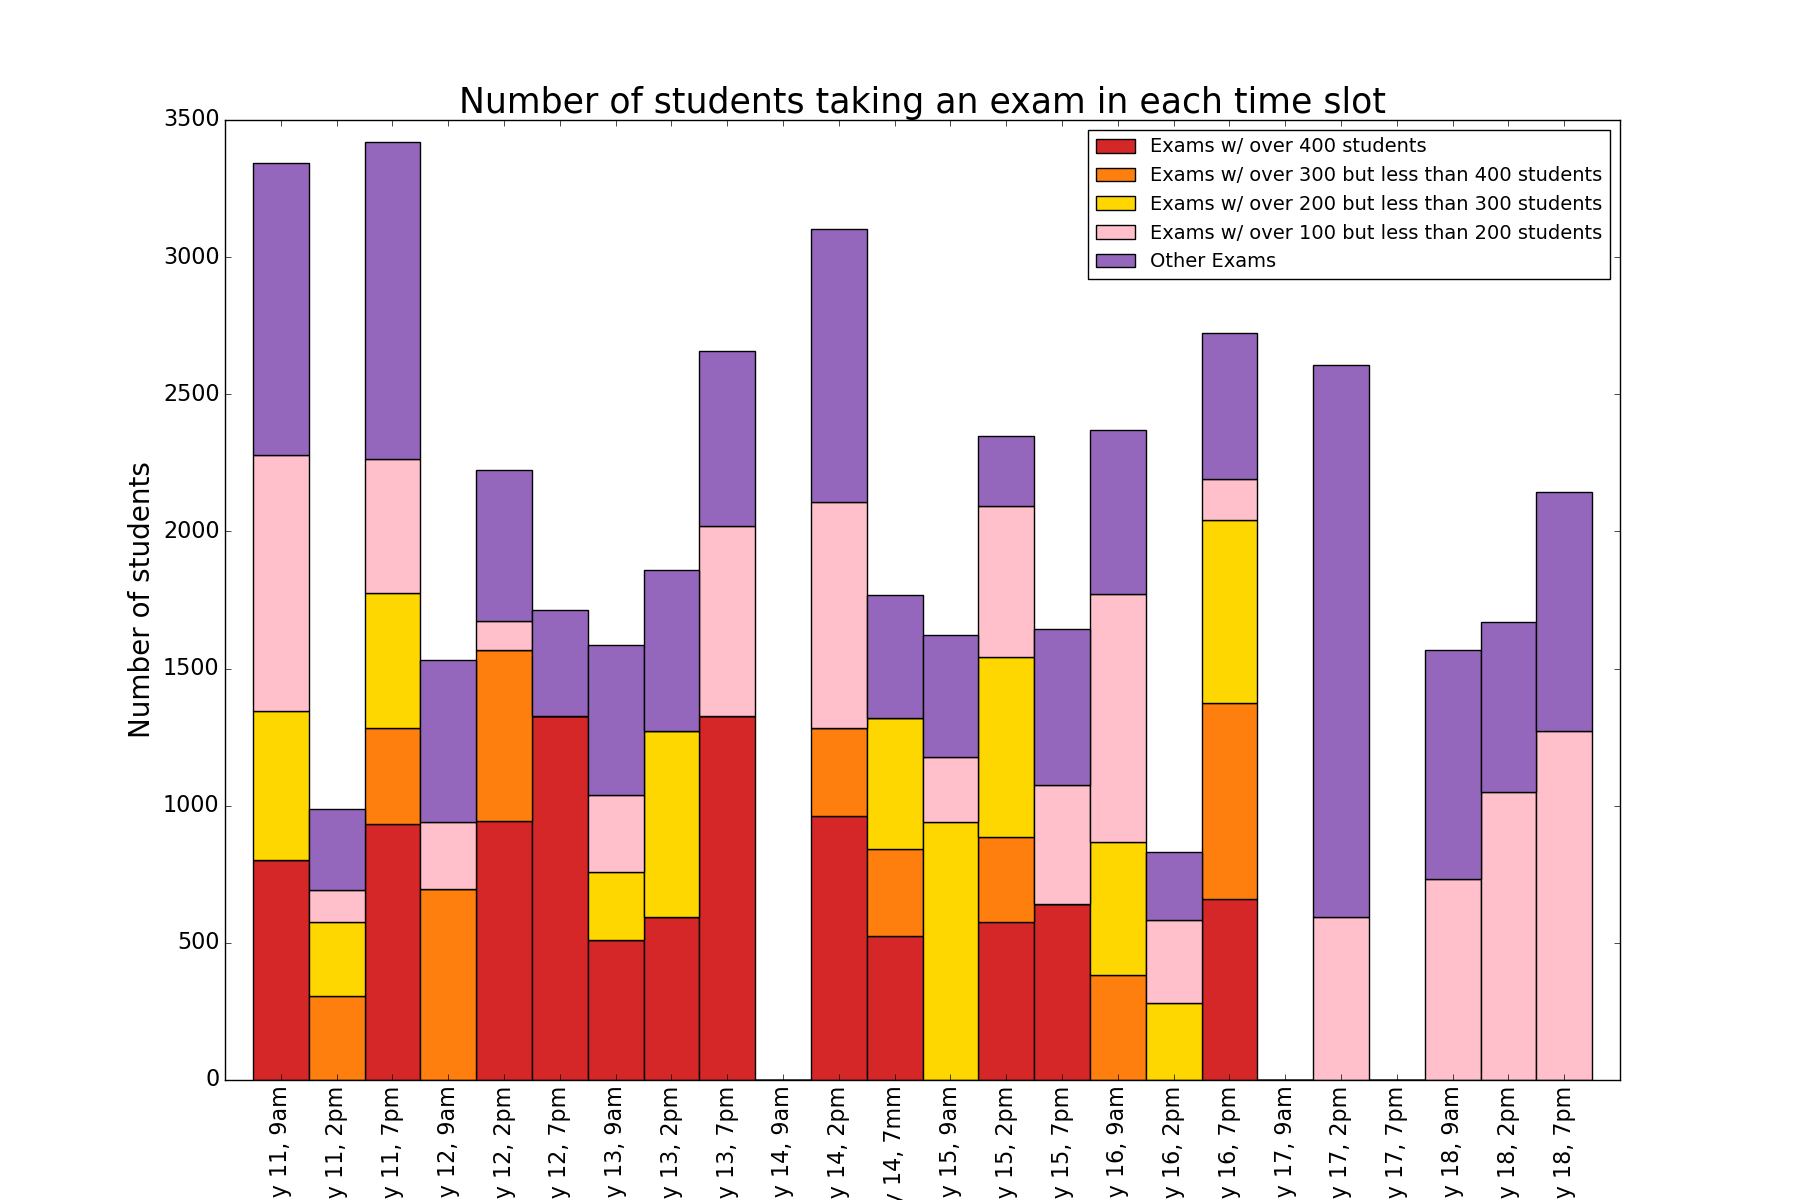 Number of students taking an exam in each time slot
Exams w/ over 400 students
Exams w/ over 300 but less than 400 students
Exams w/ over 200 but less than 300 students
Exams w/ over 100 but less than 200 students
Other Exams
Number of students
3500
3000
2500
2000
1500
1000
500
0
y 11, 9am
y 11, 2pm
y 11, 7pm
y 12, 9am
y 12, 2pm
y 12, 7pm
y 13, 9am
y 13, 2pm
y 13, 7pm
y 14, 9am
y 14, 2pm
y 14, 7mm
y 15, 9am
y 15, 2pm
y 15, 7pm
y 16, 9am
y 16, 2pm
y 16, 7pm
y 17, 9am
y 17, 2pm
y 17, 7pm
y 18, 9am
y 18, 2pm
y 18, 7pm